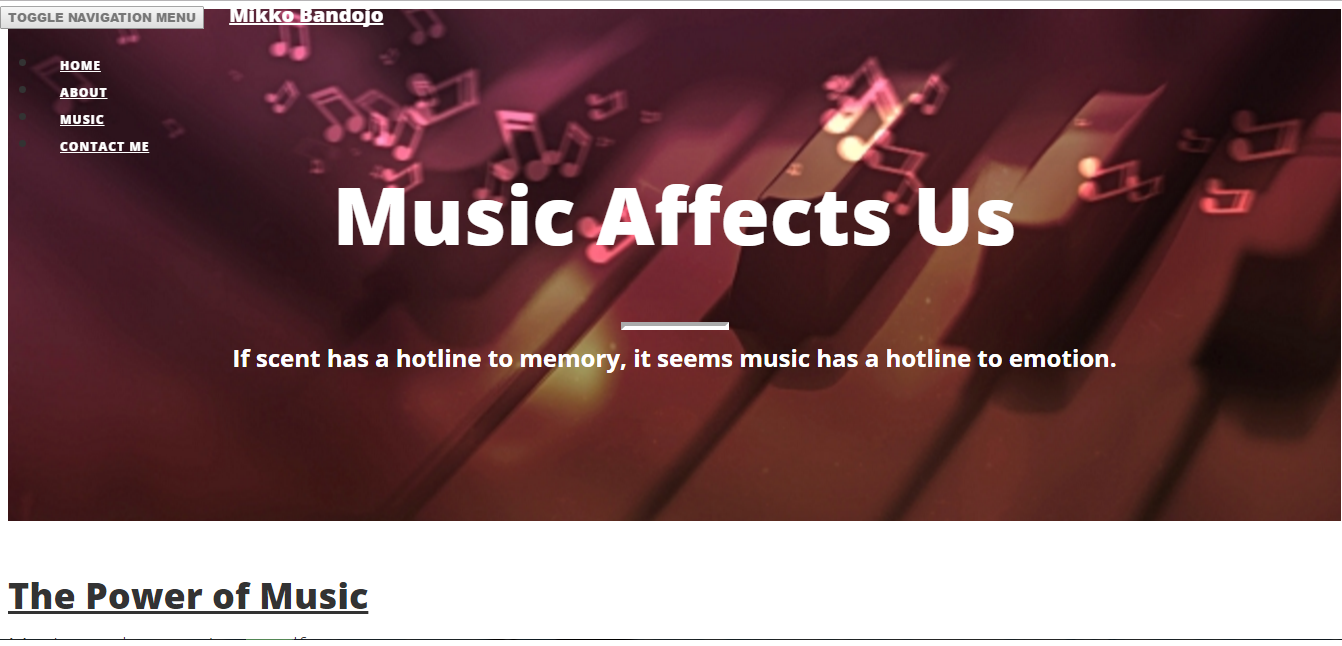 TOGGLE NAVIGATION MENU Mikko Bandojo
HOME
ABOUT
MUSIC
CONTACT ME
Music Affects Us
If scent has a hotline to memory, it seems music has a hotline to emotion.
The Power of Music